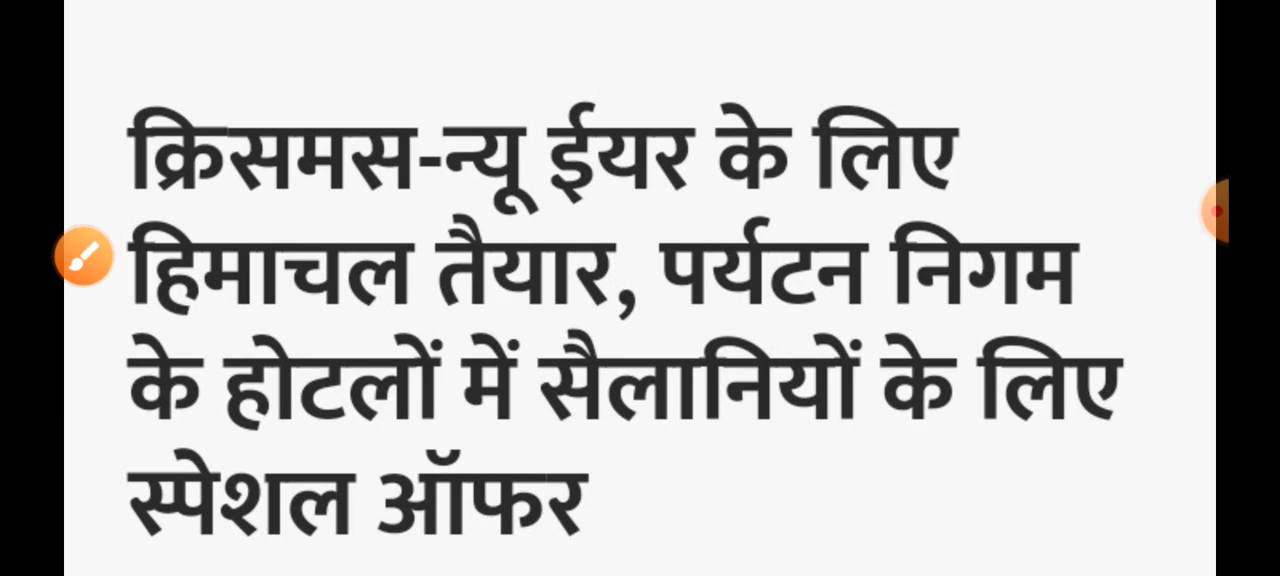 क्रिसमस-न्यू ईयर के लिए
हिमाचल तैयार, पर्यटन निगम
के होटलों में सैलानियों के लिए
स्पेशल ऑफर